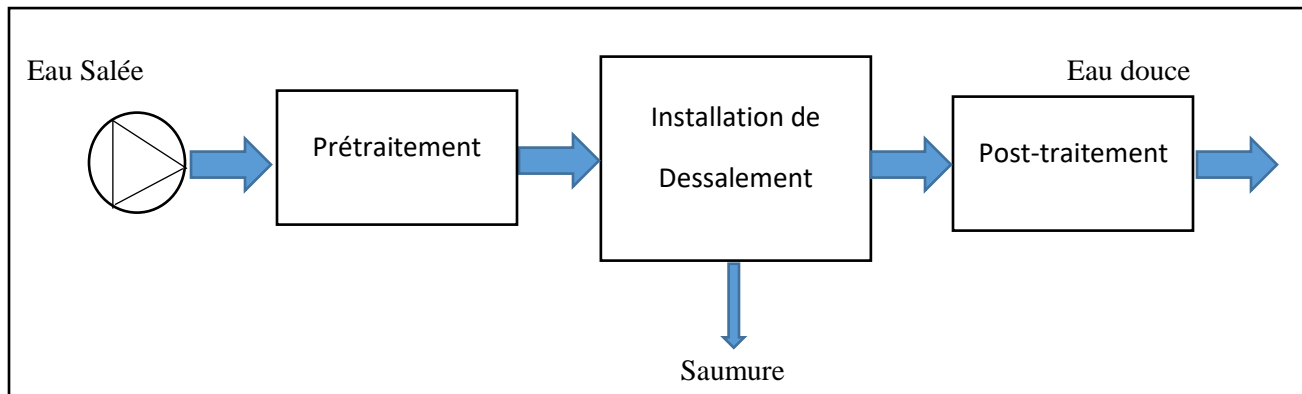 Eau Salée
Prétraitement
Installation de
Dessalement
Eau douce
Post-traitement
Saumure